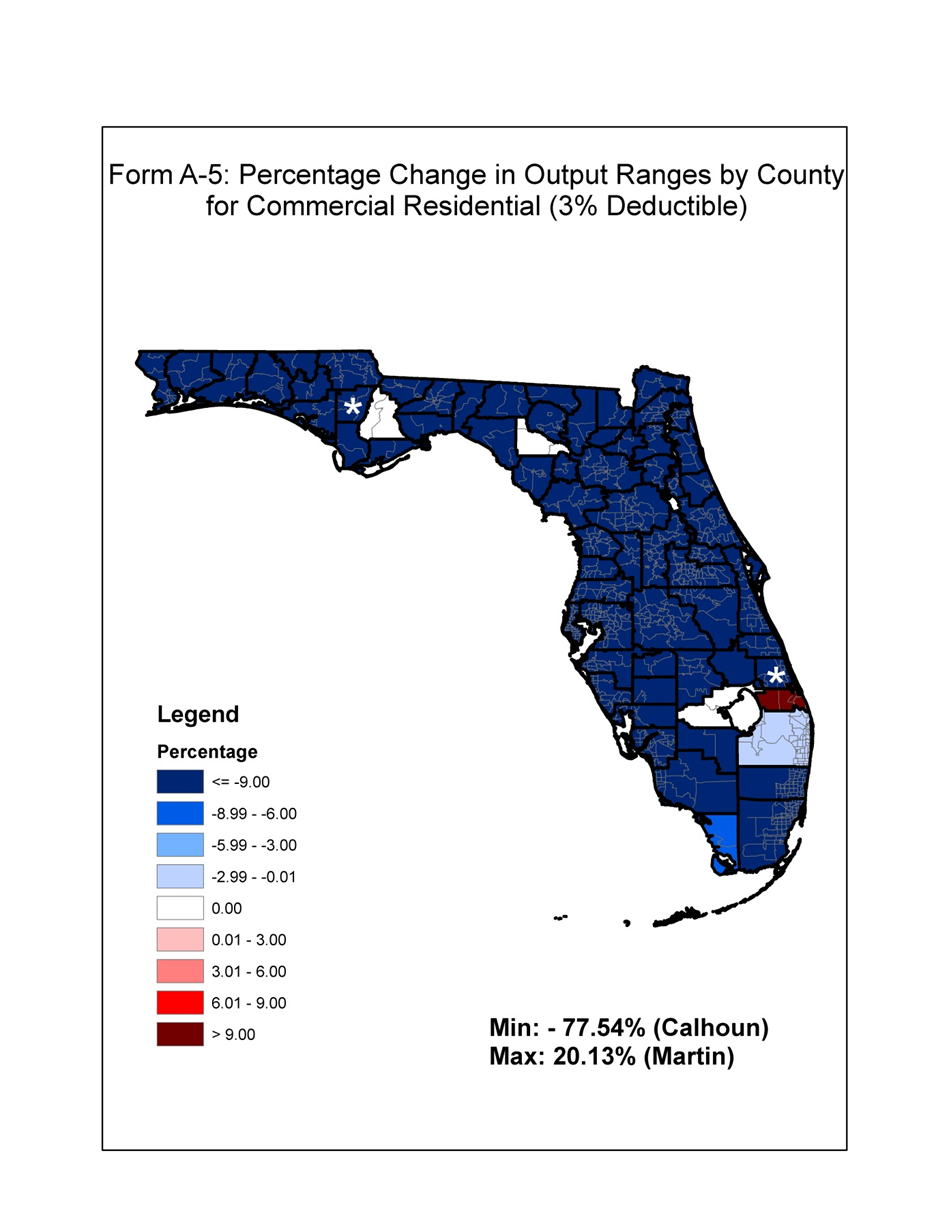 Form A-5: Percentage Change in Output Ranges by County
for Commercial Residential (3% Deductible)
*
*
Legend
Percentage
<= -9.00
-8.99 - -6.00
-5.99 - -3.00
-2.99 - -0.01
0.00
0.01 - 3.00
3.01 - 6.00
6.01 - 9.00
> 9.00
Min: - 77.54% (Calhoun)
Max: 20.13% (Martin)